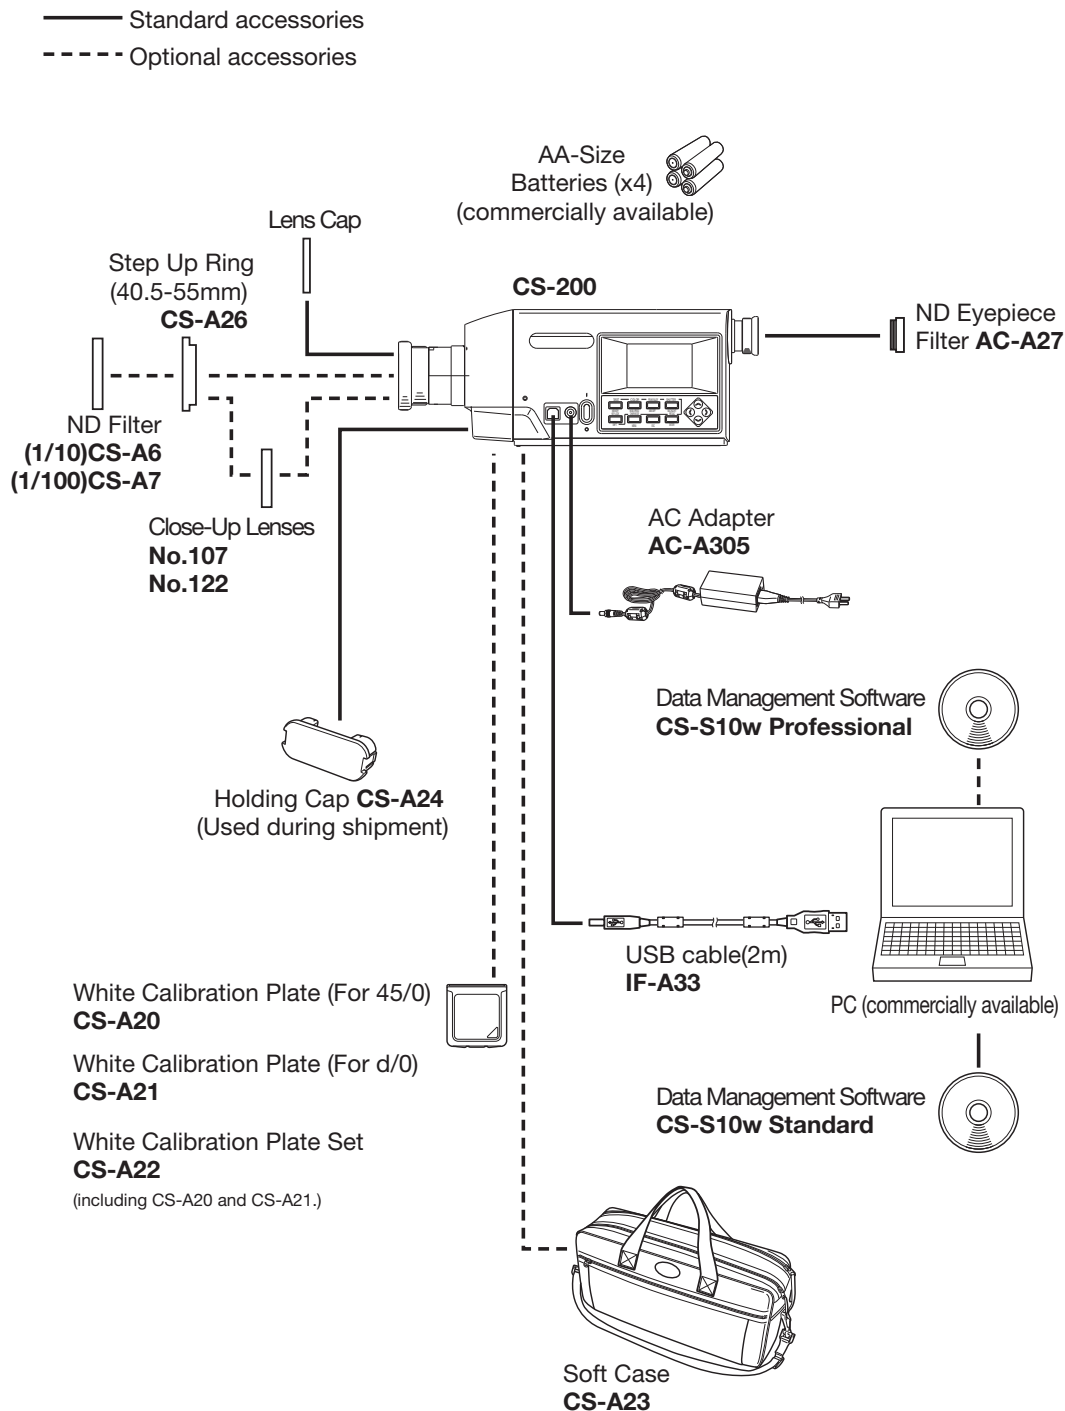 Standard accessories
Optional accessories
AA-Size
Batteries (x4)
(commercially available)
Lens Cap
Step Up Ring
(40.5-55mm)
CS-A26
CS-200
ND Eyepiece
Filter AC-A27
ND Filter
(1/10)CS-A6
(1/100)CS-A7
Close-Up Lenses
No.107
No.122
AC Adapter
AC-A305
Data Management Software
CS-S10w Professional
Holding Cap CS-A24
(Used during shipment)
USB cable(2m)
IF-A33
PC (commercially available)
White Calibration Plate (For 45/0)
CS-A20
White Calibration Plate (For d/0)
CS-A21
White Calibration Plate Set
CS-A22
(including CS-A20 and CS-A21.)
Data Management Software
CS-S10w Standard
Soft Case
CS-A23